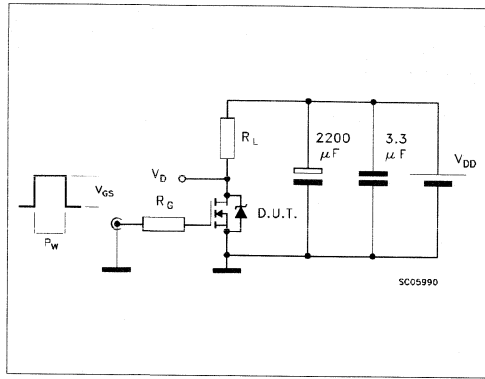 R_L
2200 µF
3.3 µF
V_DD
V_D
V_GS
R_G
D.U.T.
P_W
SC05990